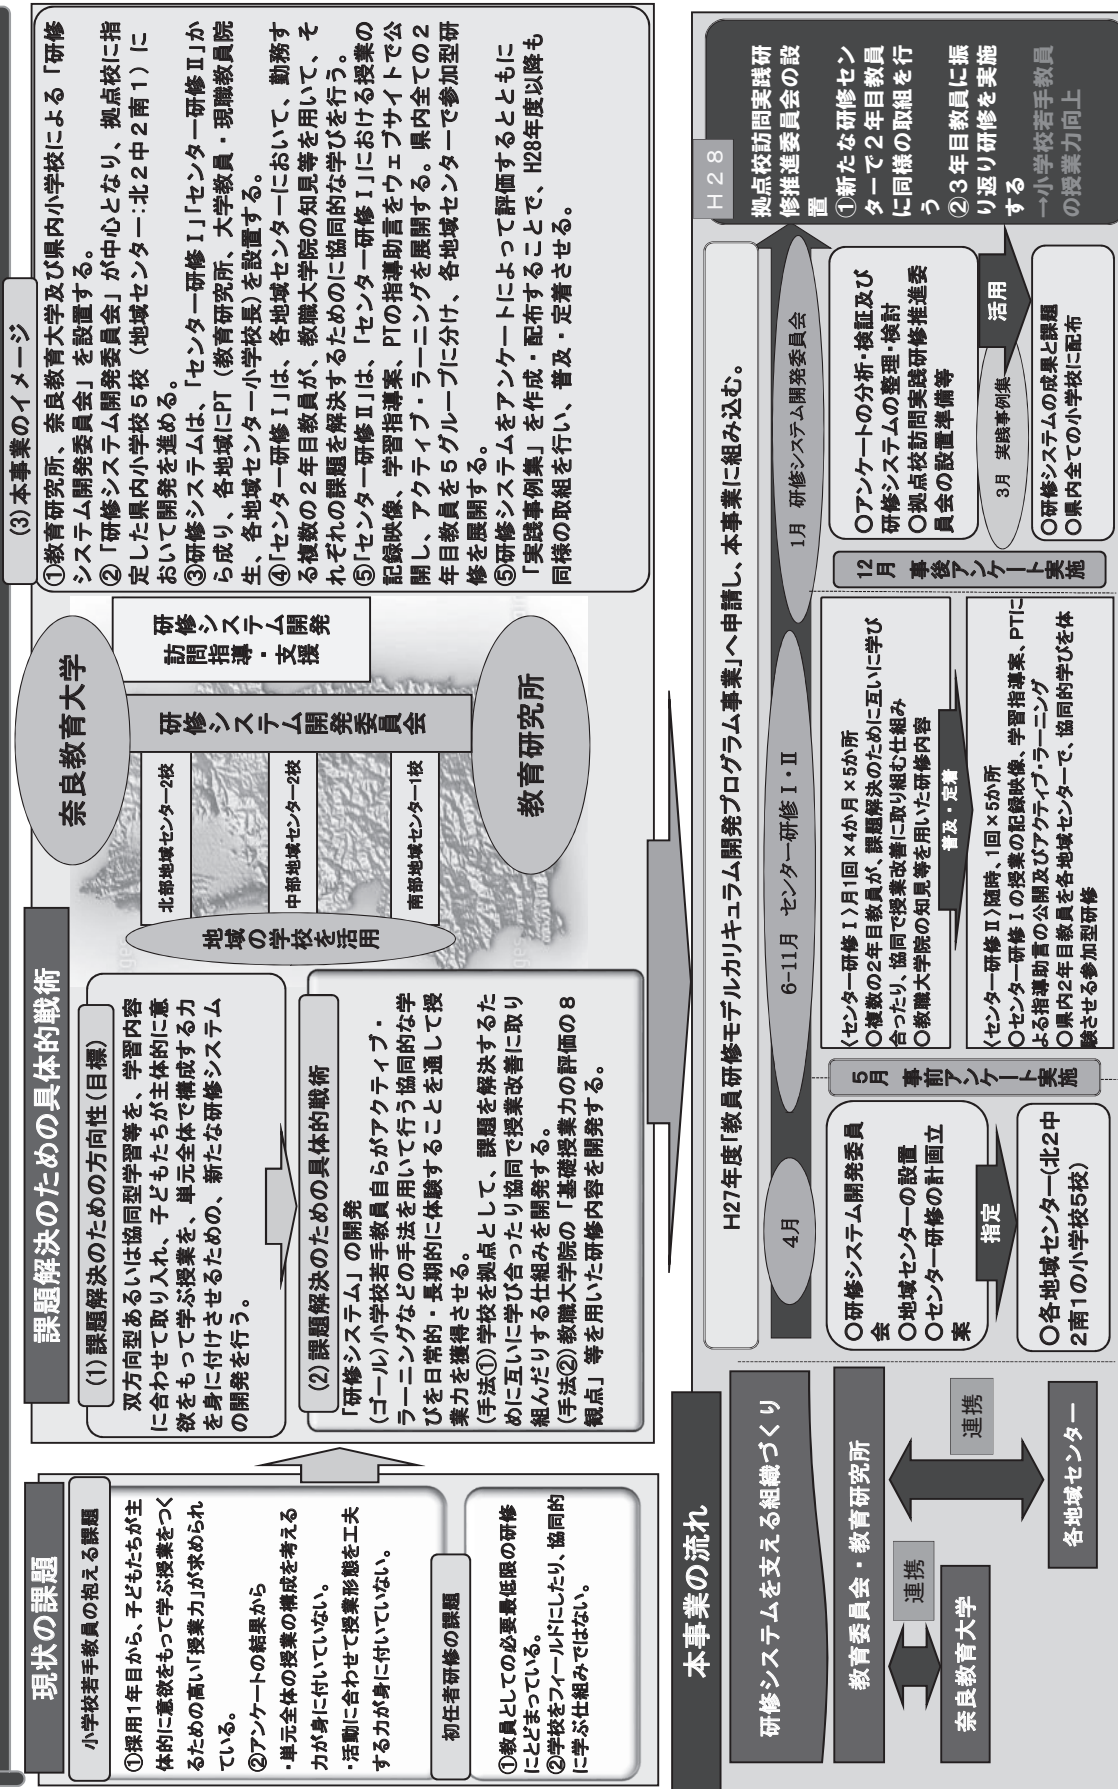 現状の課題
小学校若手教員の抱える課題
①採用１年目から、子どもたちが主
体的に意欲をもって学ぶ授業をつく
るための高い「授業力」が求められ
ている。
②アンケートの結果から
・単元全体の授業の構成を考える
力が身に付いていない。
・活動に合わせて授業形態を工夫
する力が身に付いていない。
初任者研修の課題
①教員としての必要最低限の研修
にとどまっている。
②学校をフィールドにしたり、協同的
に学ぶ仕組みではない。
課題解決のための具体的戦術
(1)課題解決のための方向性(目標)
双方向型あるいは協同型学習等を、学習内容
に合わせて取り入れ、子どもたちが主体的に意
欲をもって学ぶ授業を、単元全体で構成する力
を身に付けさせるための、新たな研修システム
の開発を行う。
(2)課題解決のための具体的戦術
「研修システム」の開発
(ゴール)小学校若手教員自らがアクティブ・
ラーニングなどの手法を用いて行う協同的な学
びを日常的・長期的に体験することを通して授
業力を獲得させる。
(手法①)学校を拠点として、課題を解決するた
めに互いに学び合ったり協同で授業改善に取り
組んだりする仕組みを開発する。
(手法②)教職大学院の「基礎授業力の評価の８
観点」等を用いた研修内容を開発する。
奈良教育大学
教育研究所
研修システム開発委員会
研修システム開発
訪問指導・支援
北部地域センター2校
中部地域センター2校
南部地域センター1校
地域の学校を活用
(3)本事業のイメージ
①教育研究所、奈良教育大学及び県内小学校による「研修
システム開発委員会」を設置する。
②「研修システム開発委員会」が中心となり、拠点校に指
定した県内小学校５校（地域センター:北２中２南１）に
おいて開発を進める。
③研修システムは、「センター研修Ⅰ」「センター研修Ⅱ」か
ら成り、各地域にPT（教育研究所、大学教員・現職教員院
生、各地域センター小学校長)を設置する。
④「センター研修Ⅰ」は、各地域センターにおいて、勤務す
る複数の２年目教員が、教職大学院の知見等を用いて、そ
れぞれの課題を解決するために協同的な学びを行う。
⑤「センター研修Ⅱ」は、「センター研修Ⅰ」における授業の
記録映像、学習指導案、PTの指導助言をウェブサイトで公
開し、アクティブ・ラーニングを展開する。県内全ての２
年目教員を５グループに分け、各地域センターで参加型研
修を展開する。
⑤研修システムをアンケートによって評価するとともに
「実践事例集」を作成・配布することで、H28年度以降も
同様の取組を行い、普及・定着させる。
本事業の流れ
研修システムを支える組織づくり
教育委員会・教育研究所
連携
連携
奈良教育大学
各地域センター
H27年度「教員研修モデルカリキュラム開発プログラム事業」へ申請し、本事業に組み込む。
4月
6-11月　センター研修Ⅰ・Ⅱ
1月　研修システム開発委員会
○研修システム開発委員
会
○地域センターの設置
○センター研修の計画立
案
指定
○各地域センター(北2中
2南1の小学校5校)
5月　事前アンケート実施
〈センター研修Ⅰ〉月1回×4か月×5か所
○複数の2年目教員が、課題解決のために互いに学び
合ったり、協同で授業改善に取り組む仕組み
○教職大学院の知見等を用いた研修内容
普及・定着
〈センター研修Ⅱ〉随時、1回×5か所
○センター研修Ⅰの授業の記録映像、学習指導案、PTに
よる指導助言の公開及びアクティブ・ラーニング
○県内2年目教員を各地域センターで、協同的学びを体
験させる参加型研修
12月　事後アンケート実施
○アンケートの分析・検証及び
研修システムの整理・検討
○拠点校訪問実践研修推進委
員会の設置準備等
3月　実践事例集
活用
○研修システムの成果と課題
○県内全ての小学校に配布
H28
拠点校訪問実践研
修推進委員会の設
置
①新たな研修セン
ターで２年目教員
に同様の取組を行
う
②３年目教員に振
り返り研修を実施
する
→小学校若手教員
の授業力向上